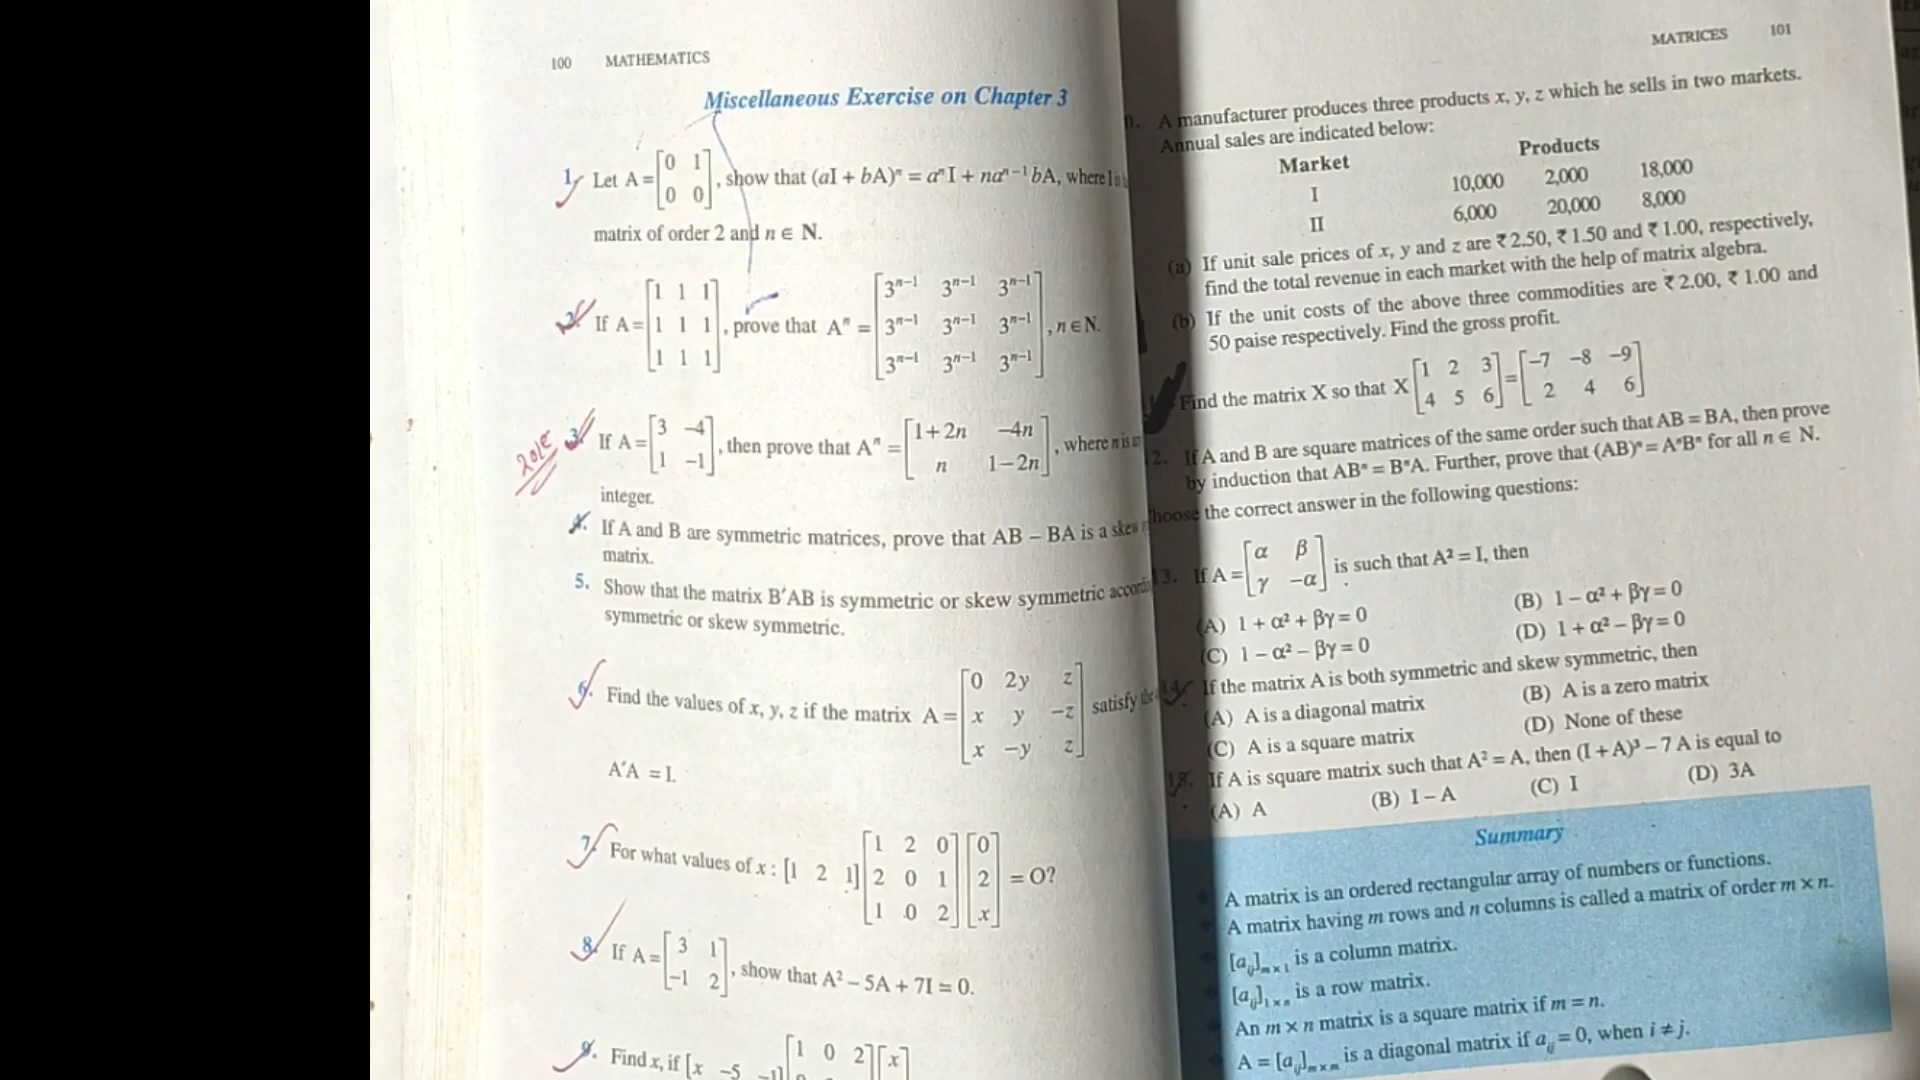 100 MATHEMATICS
Miscellaneous Exercise on Chapter 3
1. Let A = [0 1; 0 0], show that (aI + bA)ⁿ = aⁿI + naⁿ⁻¹bA, where I is
matrix of order 2 and n ∈ N.
2. If A = [1 1 1; 1 1 1; 1 1 1], prove that Aⁿ = [3ⁿ⁻¹ 3ⁿ⁻¹ 3ⁿ⁻¹; 3ⁿ⁻¹ 3ⁿ⁻¹ 3ⁿ⁻¹; 3ⁿ⁻¹ 3ⁿ⁻¹ 3ⁿ⁻¹], n ∈ N.
3. If A = [3 -4; 1 -1], then prove that Aⁿ = [1+2n -4n; n 1-2n], where n is
integer.
4. If A and B are symmetric matrices, prove that AB – BA is a skew
matrix.
5. Show that the matrix B′AB is symmetric or skew symmetric
symmetric or skew symmetric.
6. Find the values of x, y, z if the matrix A = [0 2y z; x y -z; x -y z] satisfy
A′A = I.
7. For what values of x : [1 2 1] [1 2 0; 2 0 1; 1 0 2] [0; 2; x] = O?
8. If A = [3 1; -1 2], show that A² – 5A + 7I = 0.
9. Find x, if [x -5 -1] [1 0 2 [x
MATRICES 101
A manufacturer produces three products x, y, z which he sells in two markets.
Annual sales are indicated below:
Market Products
I 10,000 2,000 18,000
II 6,000 20,000 8,000
(a) If unit sale prices of x, y and z are ₹ 2.50, ₹ 1.50 and ₹ 1.00, respectively,
find the total revenue in each market with the help of matrix algebra.
(b) If the unit costs of the above three commodities are ₹ 2.00, ₹ 1.00 and
50 paise respectively. Find the gross profit.
Find the matrix X so that X [1 2 3; 4 5 6] = [-7 -8 -9; 2 4 6]
2. If A and B are square matrices of the same order such that AB = BA, then prove
by induction that ABⁿ = BⁿA. Further, prove that (AB)ⁿ = AⁿBⁿ for all n ∈ N.
hoose the correct answer in the following questions:
13. If A = [α β; γ -α] is such that A² = I, then
(A) 1 + α² + βγ = 0 (B) 1 – α² + βγ = 0
(C) 1 – α² – βγ = 0 (D) 1 + α² – βγ = 0
14. If the matrix A is both symmetric and skew symmetric, then
(A) A is a diagonal matrix (B) A is a zero matrix
(C) A is a square matrix (D) None of these
15. If A is square matrix such that A² = A, then (I + A)³ – 7 A is equal to
(A) A (B) I – A (C) I (D) 3A
Summary
A matrix is an ordered rectangular array of numbers or functions.
A matrix having m rows and n columns is called a matrix of order m × n.
[aᵢⱼ]ₘ ₓ ₁ is a column matrix.
[aᵢⱼ]₁ ₓ ₙ is a row matrix.
An m × n matrix is a square matrix if m = n.
A = [aᵢⱼ]ₘ ₓ ₘ is a diagonal matrix if aᵢⱼ = 0, when i ≠ j.